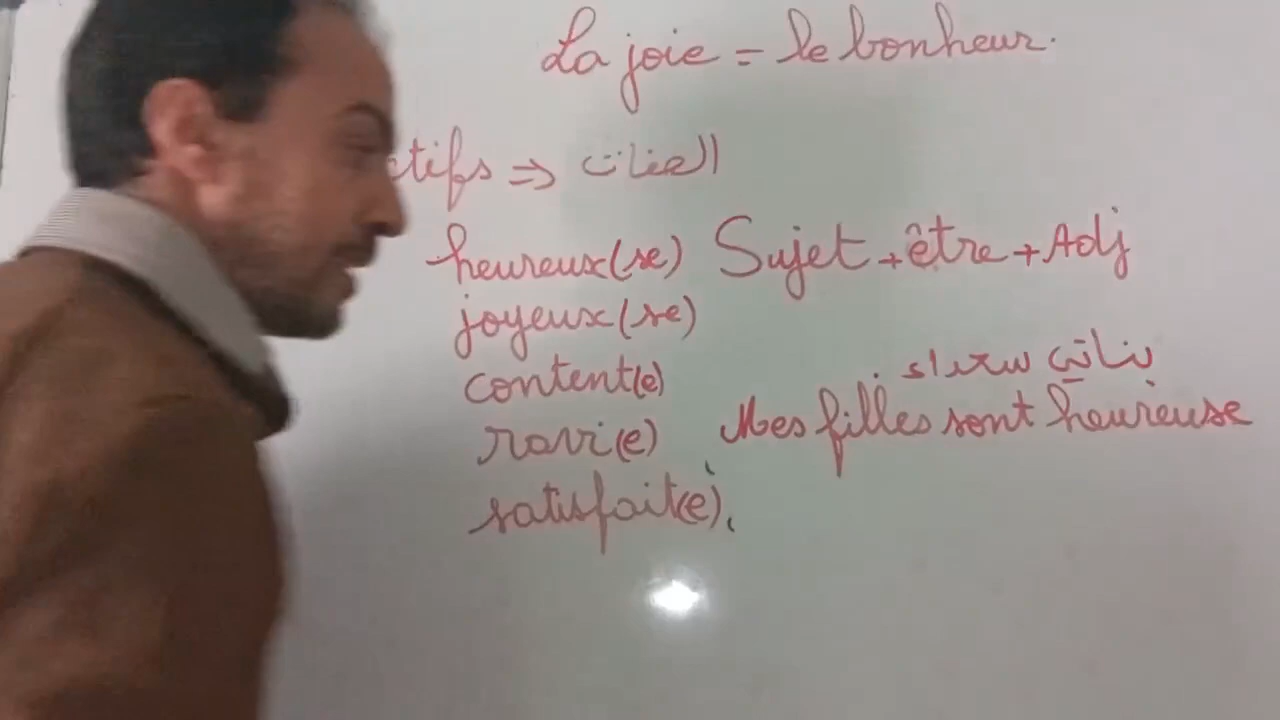 La joie = le bonheur.
ctifs => الصفات
heureux(se) Sujet + être + Adj
joyeux(se)
content(e)
بناتي سعداء
ravi(e) Mes filles sont heureuse
satisfait(e).